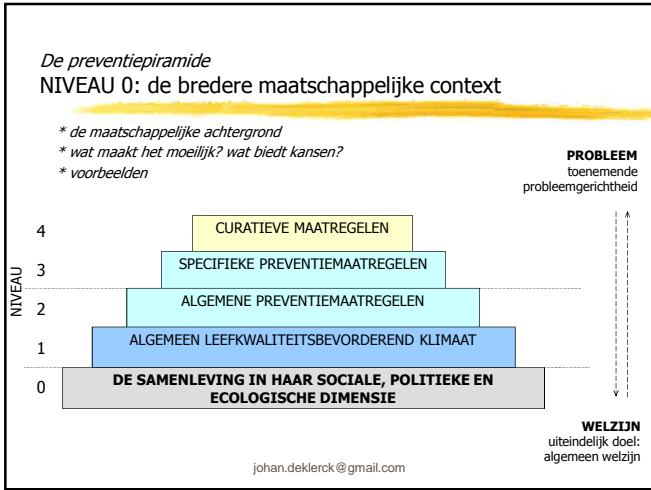 De preventiepiramide
NIVEAU 0: de bredere maatschappelijke context
* de maatschappelijke achtergrond
* wat maakt het moeilijk? wat biedt kansen?
* voorbeelden
PROBLEEM
toenemende
probleemgerichtheid
NIVEAU
4
CURATIEVE MAATREGELEN
3
SPECIFIEKE PREVENTIEMAATREGELEN
2
ALGEMENE PREVENTIEMAATREGELEN
1
ALGEMEEN LEEFKWALITEITSBEVORDEREND KLIMAAT
0
DE SAMENLEVING IN HAAR SOCIALE, POLITIEKE EN
ECOLOGISCHE DIMENSIE
WELZIJN
uiteindelijk doel:
algemeen welzijn
johan.deklerck@gmail.com